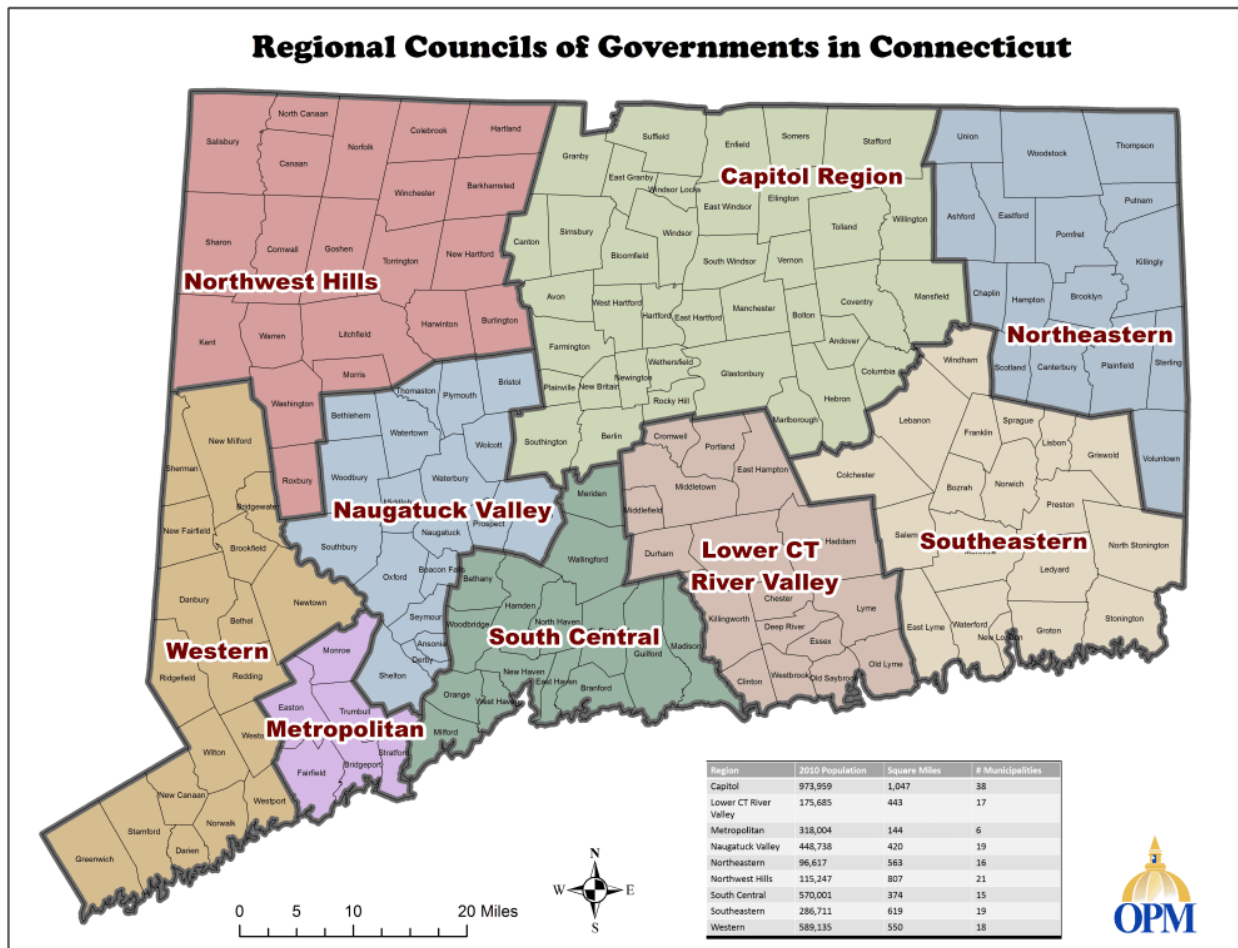 Regional Councils of Governments in Connecticut
North Canaan
Colebrook
Hartland
Salisbury
Norfolk
Canaan
Winchester
Barkhamsted
Sharon
Cornwall
Goshen
Torrington
New Hartford
Northwest Hills
Kent
Warren
Litchfield
Harwinton
Burlington
Morris
Washington
Roxbury
Suffield
Enfield
Somers
Stafford
Granby
East Granby
Windsor Locks
Capitol Region
East Windsor
Ellington
Willington
Canton
Simsbury
Windsor
Tolland
Bloomfield
South Windsor
Vernon
Avon
West Hartford
Hartford
East Hartford
Manchester
Bolton
Coventry
Mansfield
Farmington
Andover
Wethersfield
Newington
Glastonbury
Columbia
Plainville
New Britain
Rocky Hill
Hebron
Marlborough
Southington
Berlin
Union
Woodstock
Thompson
Putnam
Ashford
Eastford
Pomfret
Killingly
Chaplin
Hampton
Brooklyn
Northeastern
Scotland
Canterbury
Plainfield
Sterling
Voluntown
Thomaston
Plymouth
Bristol
Bethlehem
Watertown
Wolcott
Woodbury
Waterbury
Naugatuck Valley
Prospect
Naugatuck
Southbury
Oxford
Beacon Falls
Seymour
Ansonia
Derby
Shelton
New Milford
Sherman
Bridgewater
New Fairfield
Brookfield
Danbury
Bethel
Newtown
Western
Ridgefield
Redding
Wilton
New Canaan
Westport
Stamford
Norwalk
Greenwich
Darien
Monroe
Easton
Trumbull
Metropolitan
Stratford
Fairfield
Bridgeport
Meriden
Wallingford
Bethany
Hamden
Woodbridge
North Haven
South Central
Guilford
Madison
New Haven
East Haven
Branford
Orange
West Haven
Milford
Cromwell
Portland
East Hampton
Middletown
Middlefield
Durham
Haddam
Lower CT
River Valley
Killingworth
Chester
Deep River
Essex
Lyme
Clinton
Westbrook
Old Saybrook
Old Lyme
Windham
Lebanon
Franklin
Sprague
Lisbon
Griswold
Colchester
Bozrah
Norwich
Preston
Salem
Southeastern
North Stonington
Ledyard
East Lyme
Waterford
New London
Groton
Stonington
Region 2010 Population Square Miles # Municipalities
Capitol 973,959 1,047 38
Lower CT River 175,685 443 17
Valley
Metropolitan 318,004 144 6
Naugatuck Valley 448,738 420 19
Northeastern 96,617 563 16
Northwest Hills 115,247 807 21
South Central 570,001 374 15
Southeastern 286,711 619 19
Western 589,135 550 18
N
W E
S
0 5 10 20 Miles
OPM